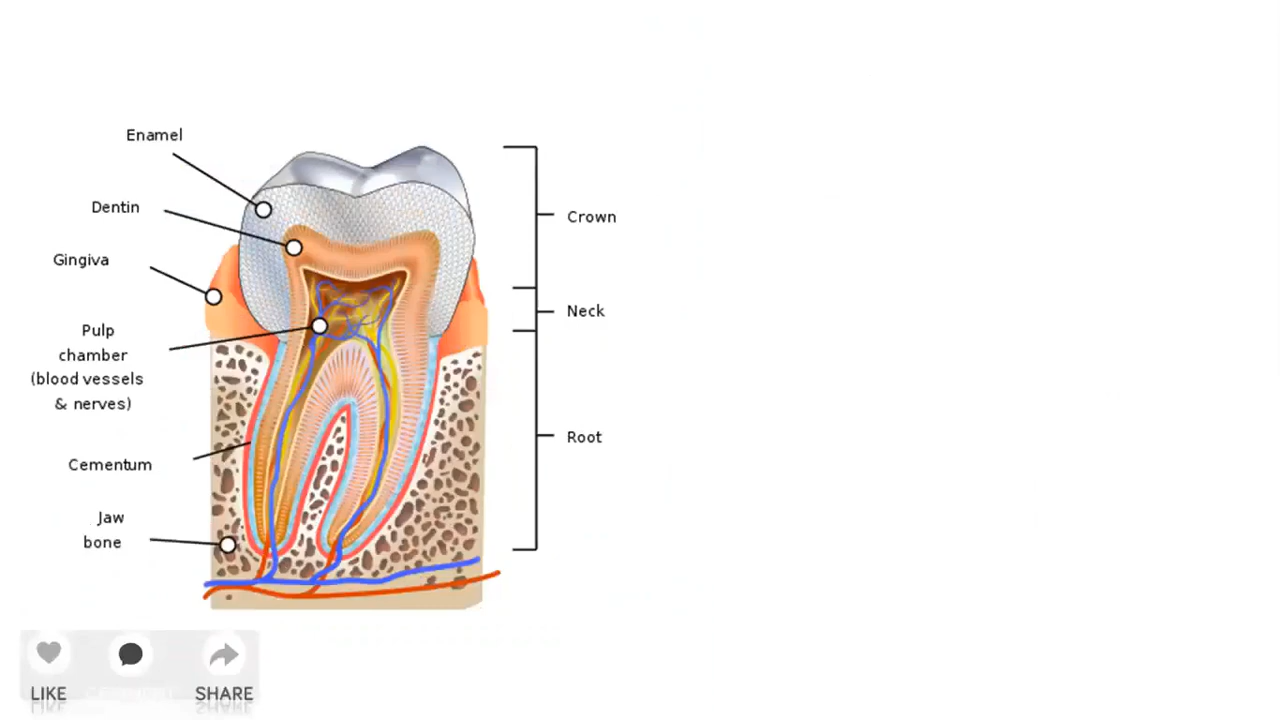 Enamel
Dentin
Gingiva
Pulp
chamber
(blood vessels
& nerves)
Cementum
Jaw
bone
Crown
Neck
Root
LIKE
SHARE